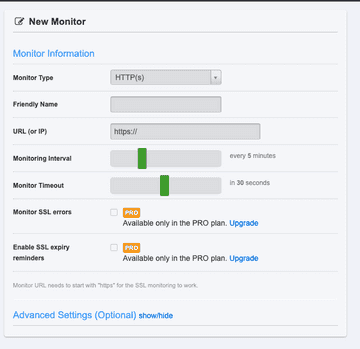 New Monitor
Monitor Information
Monitor Type HTTP(s)
Friendly Name
URL (or IP) https://
Monitoring Interval every 5 minutes
Monitor Timeout in 30 seconds
Monitor SSL errors PRO
Available only in the PRO plan. Upgrade
Enable SSL expiry reminders PRO
Available only in the PRO plan. Upgrade
Monitor URL needs to start with "https" for the SSL monitoring to work.
Advanced Settings (Optional) show/hide